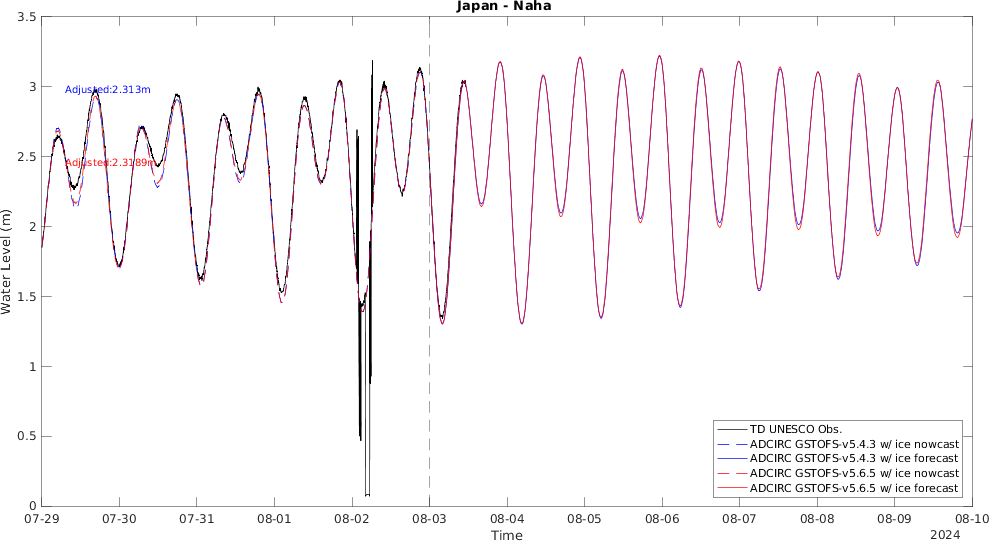 Japan - Naha
3.5
3
2.5
2
1.5
1
0.5
0
Water Level (m)
Adjusted:2.313m
Adjusted:2.3189m
TD UNESCO Obs.
ADCIRC GSTOFS-v5.4.3 w/ ice nowcast
ADCIRC GSTOFS-v5.4.3 w/ ice forecast
ADCIRC GSTOFS-v5.6.5 w/ ice nowcast
ADCIRC GSTOFS-v5.6.5 w/ ice forecast
07-29 07-30 07-31 08-01 08-02 08-03 08-04 08-05 08-06 08-07 08-08 08-09 08-10
Time
2024